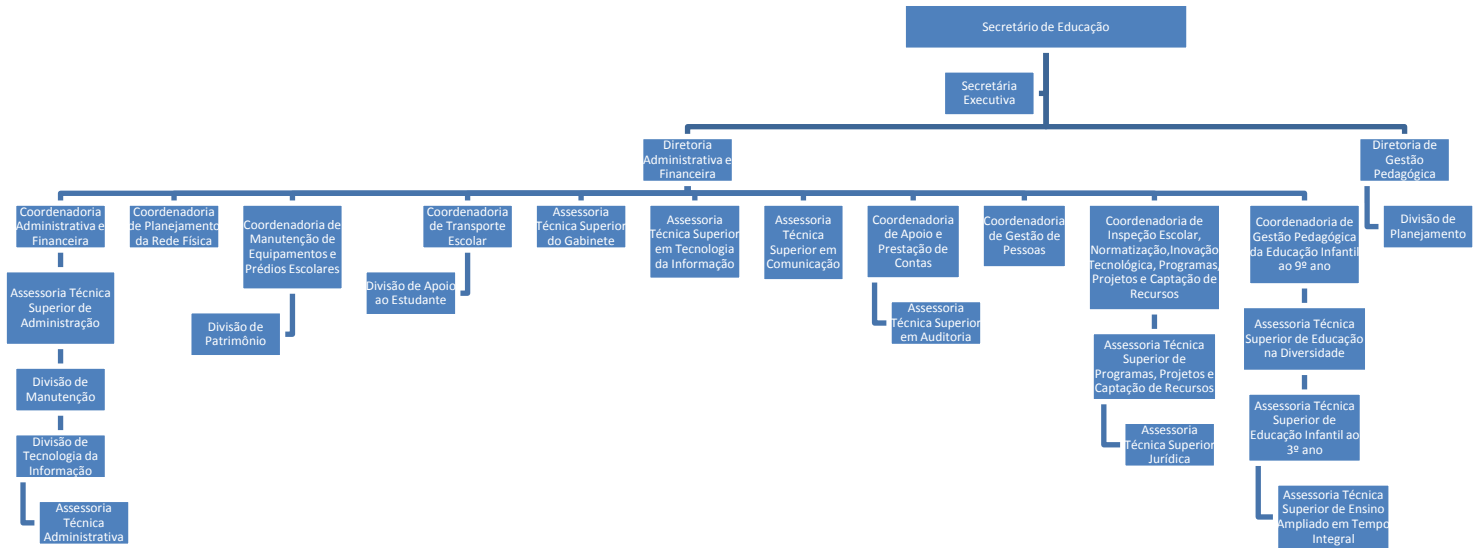 Secretário de Educação
Secretária
Executiva
Diretoria
Administrativa e
Financeira
Diretoria de
Gestão
Pedagógica
Coordenadoria
Administrativa e
Financeira
Coordenadoria
de Planejamento
da Rede Física
Coordenadoria de
Manutenção de
Equipamentos e
Prédios Escolares
Coordenadoria
de Transporte
Escolar
Assessoria
Técnica Superior
do Gabinete
Assessoria
Técnica Superior
em Tecnologia
da Informação
Assessoria
Técnica
Superior
em Comunicação
Coordenadoria
de Apoio e
Prestação de
Contas
Coordenadoria
de Gestão de
Pessoas
Coordenadoria de
Inspeção Escolar,
Normatização,Inovação
Tecnológica, Programas,
Projetos e Captação de
Recursos
Coordenadoria de
Gestão Pedagógica
da Educação Infantil
ao 9º ano
Divisão de
Planejamento
Assessoria Técnica
Superior de
Administração
Divisão de
Patrimônio
Divisão de Apoio
ao Estudante
Assessoria
Técnica Superior
em Auditoria
Assessoria Técnica
Superior de
Programas, Projetos e
Captação de Recursos
Assessoria Técnica
Superior de Educação
na Diversidade
Divisão de
Manutenção
Assessoria Técnica
Superior de
Educação Infantil ao
3º ano
Divisão de
Tecnologia da
Informação
Assessoria
Técnica Superior
Jurídica
Assessoria
Técnica
Administrativa
Assessoria Técnica
Superior de Ensino
Ampliado em Tempo
Integral